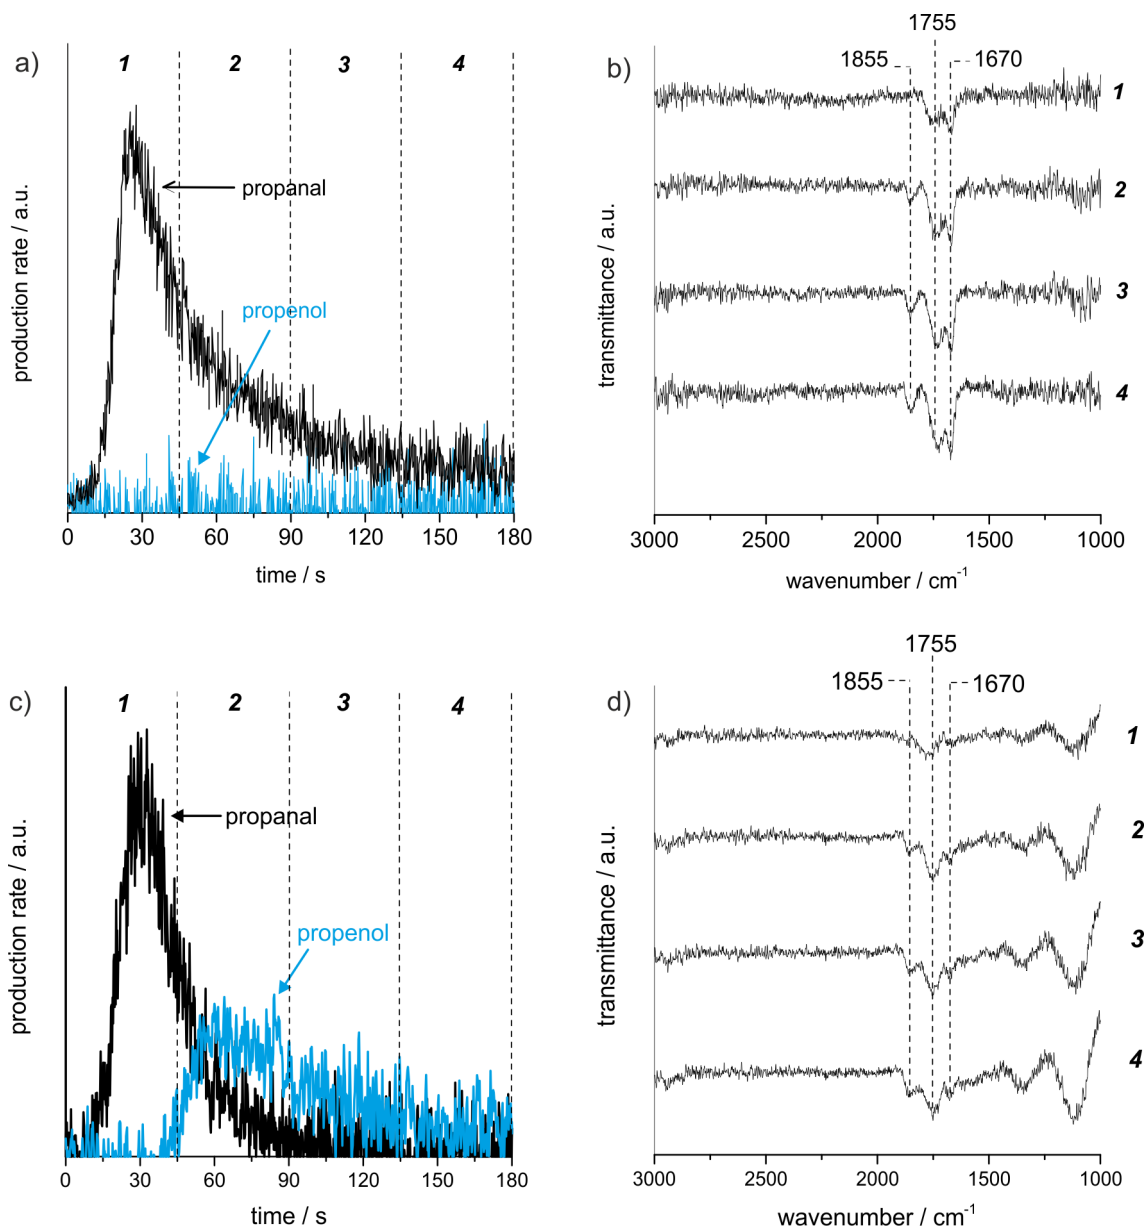 a)
1 2 3 4
propanal
propenol
production rate / a.u.
0 30 60 90 120 150 180
time / s
b)
1755
1855 1670
1
2
3
4
transmittance / a.u.
3000 2500 2000 1500 1000
wavenumber / cm⁻¹
c)
1 2 3 4
propanal
propenol
production rate / a.u.
0 30 60 90 120 150 180
time / s
d)
1755
1855 1670
1
2
3
4
transmittance / a.u.
3000 2500 2000 1500 1000
wavenumber / cm⁻¹